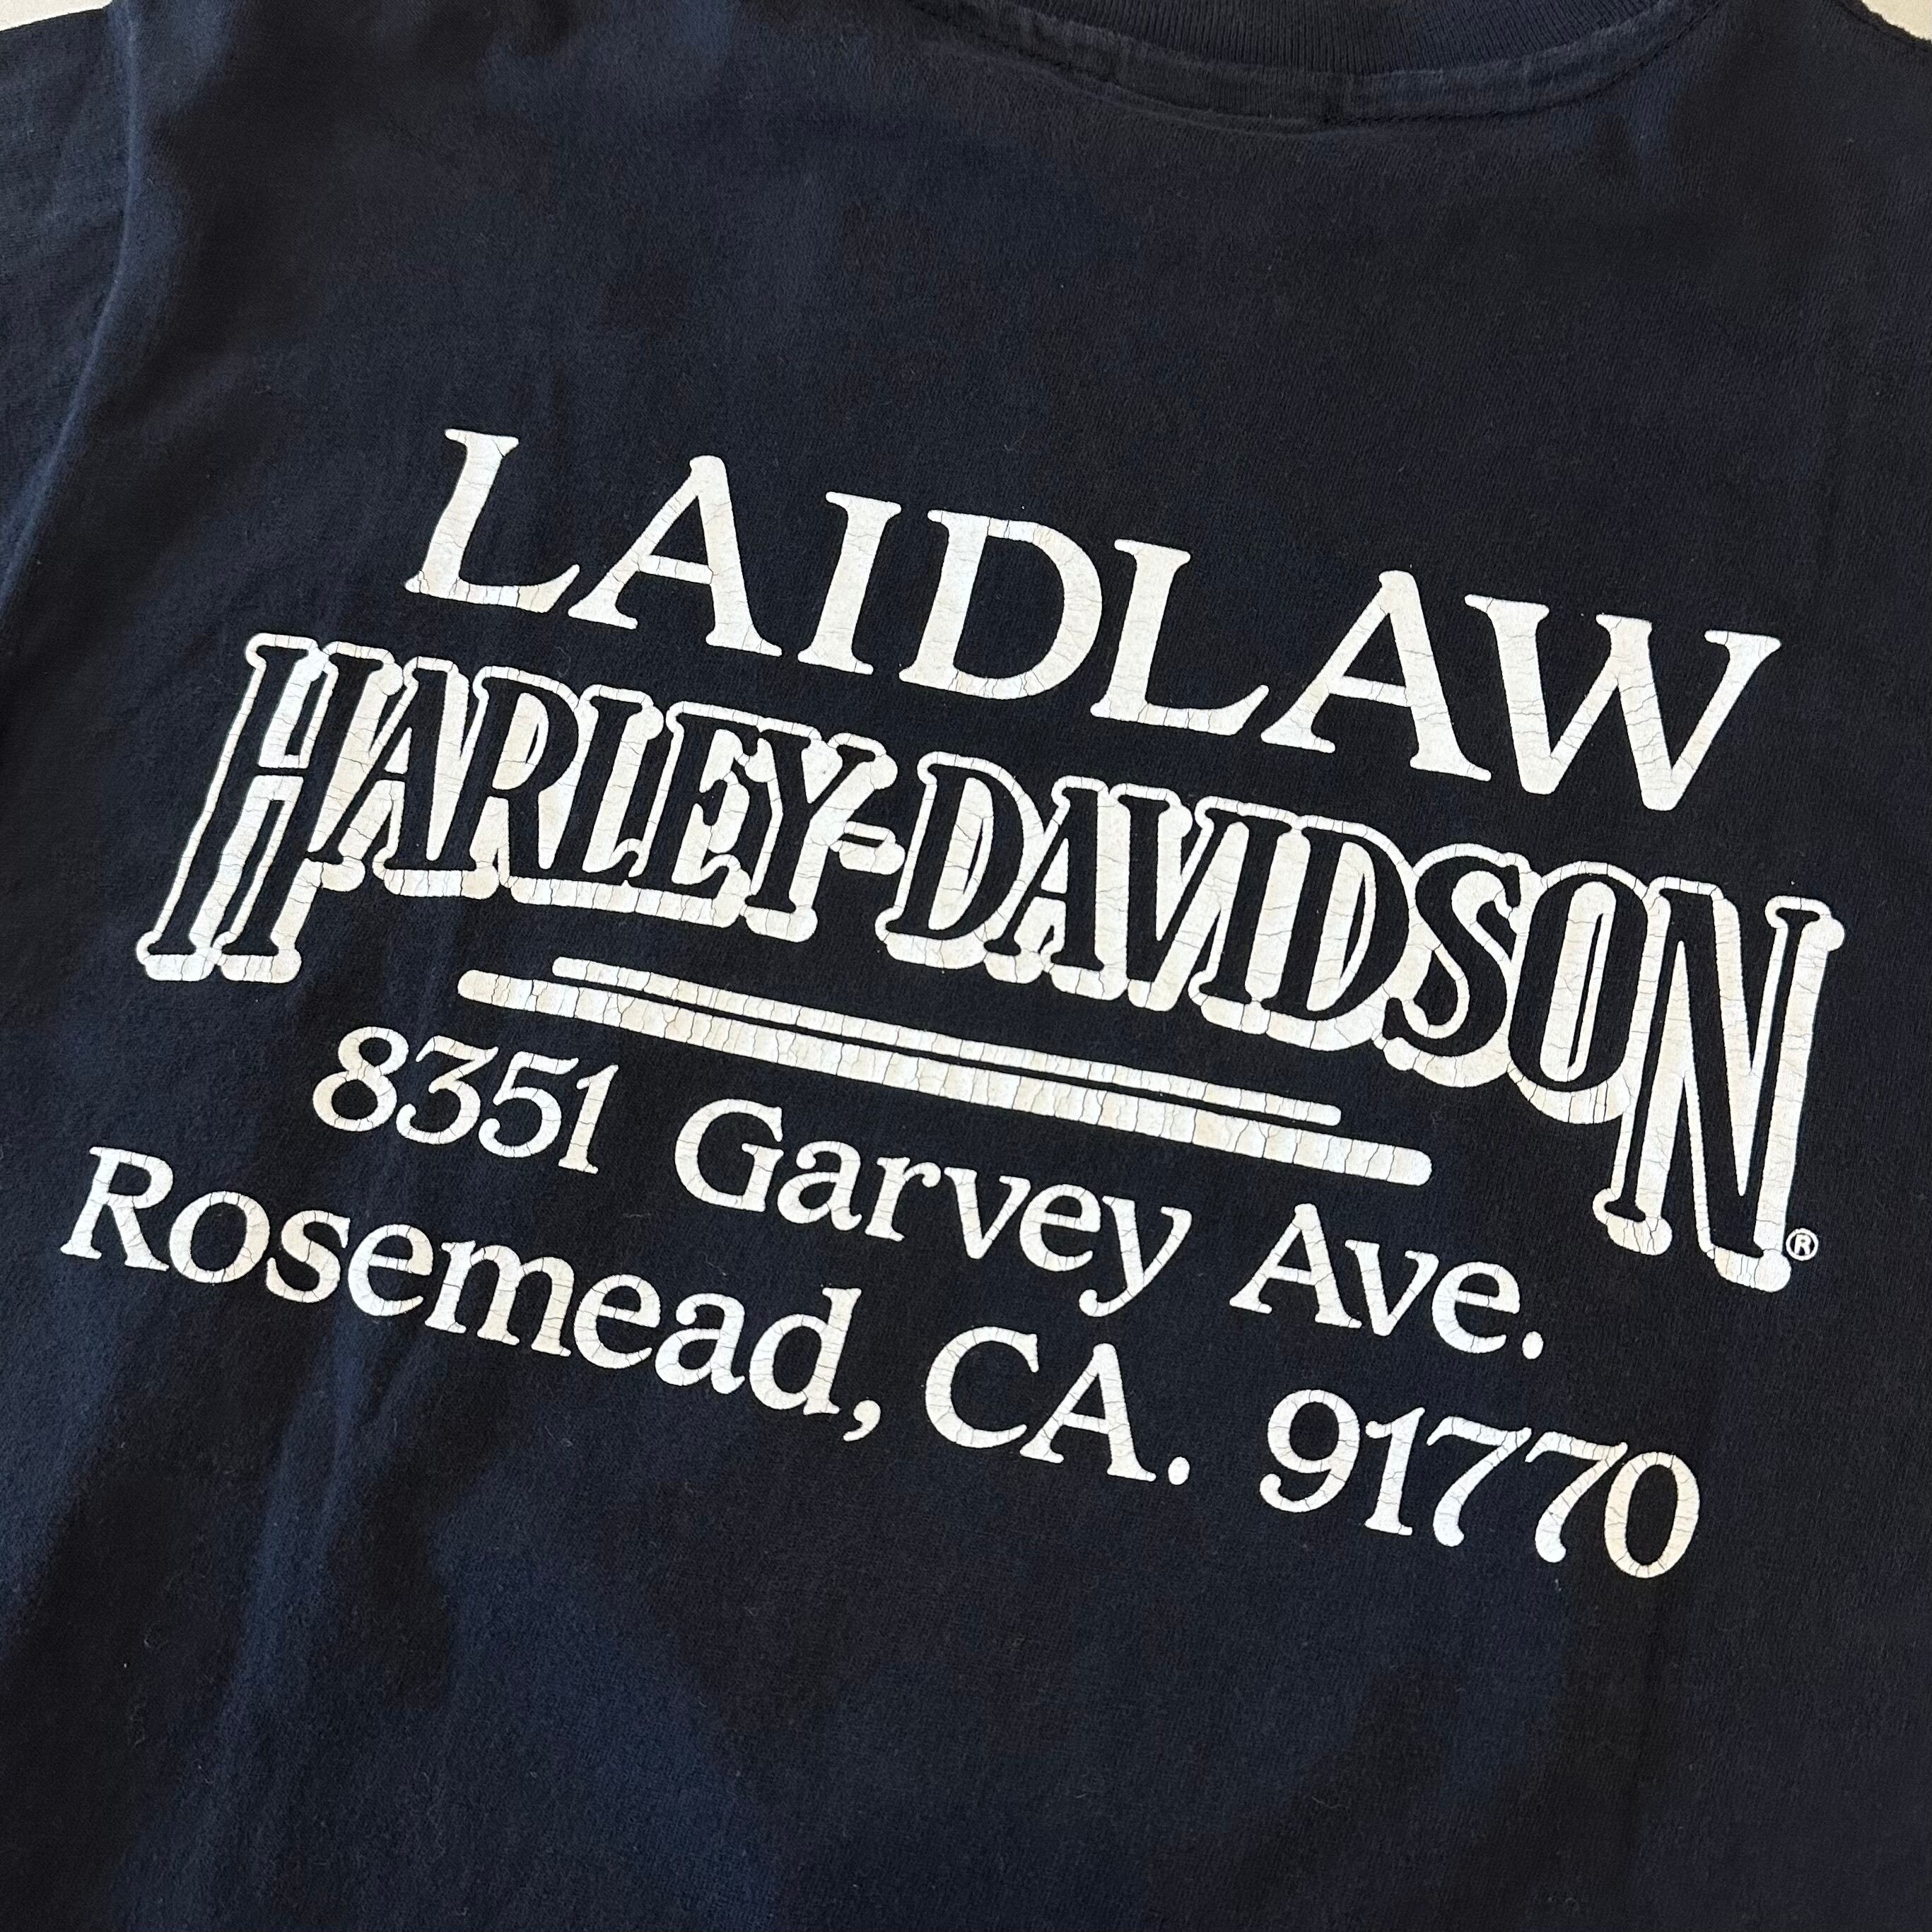 LAIDLAW
HARLEY-DAVIDSON®
8351 Garvey Ave.
Rosemead, CA. 91770